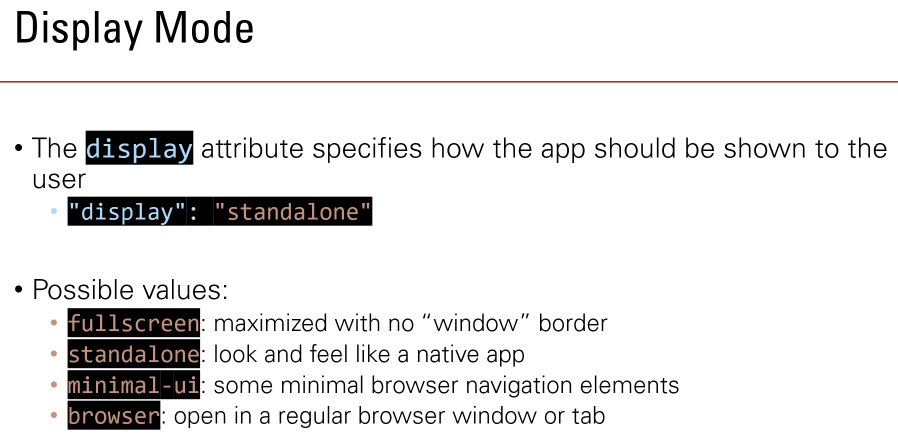 Display Mode
• The display attribute specifies how the app should be shown to the
user
• "display": "standalone"
• Possible values:
• fullscreen: maximized with no “window” border
• standalone: look and feel like a native app
• minimal-ui: some minimal browser navigation elements
• browser: open in a regular browser window or tab